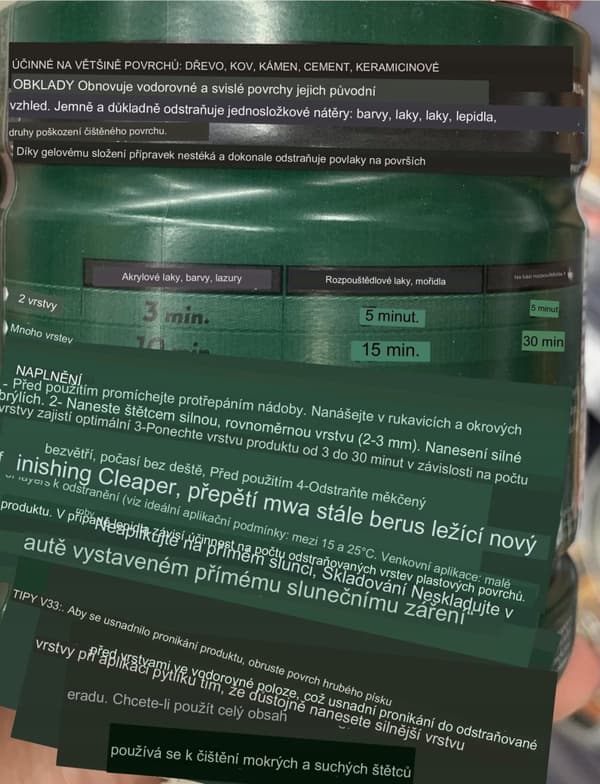 ÚČINNÉ NA VĚTŠINĚ POVRCHŮ: DŘEVO, KOV, KÁMEN, CEMENT, KERAMICINOVÉ
OBKLADY Obnovuje vodorovné a svislé povrchy jejich původní
vzhled. Jemně a důkladně odstraňuje jednosložkové nátěry: barvy, laky, laky, lepidla,
druhy poškození čištěného povrchu.
Díky gelovému složení přípravek nestéká a dokonale odstraňuje povlaky na površích
Akrylové laky, barvy, lazury
Rozpouštědlové laky, mořidla
2 vrstvy
3 min.
5 minut.
5 minut
Mnoho vrstev
10 min
15 min.
30 min
NAPLNĚNÍ
- Před použitím promíchejte protřepáním nádoby. Nanášejte v rukavicích a okrových
brýlích. 2- Naneste štětcem silnou, rovnoměrnou vrstvu (2-3 mm). Nanesení silné
vrstvy zajistí optimální 3-Ponechte vrstvu produktu od 3 do 30 minut v závislosti na počtu
bezvětří, počasí bez deště, Před použitím 4-Odstraňte měkčený
inishing Cleaper, přepětí mwa stále berus ležící nový
layers k odstranění (viz ideální aplikační podmínky: mezi 15 a 25°C. Venkovní aplikace: malé
produktu. V případě lepidla závisí účinnost na počtu odstraňovaných vrstev plastových povrchů.
Neaplikujte na přímém slunci, Skladování Neskladujte v
autě vystaveném přímému slunečnímu záření"
TIPY V33:. Aby se usnadnilo pronikání produktu, obruste povrch hrubého písku
před vrstvami ve vodorovné poloze, což usnadní pronikání do odstraňované
vrstvy při aplikaci pytlíku tím, že důstojně nanesete silnější vrstvu
eradu. Chcete-li použít celý obsah
používá se k čištění mokrých a suchých štětců